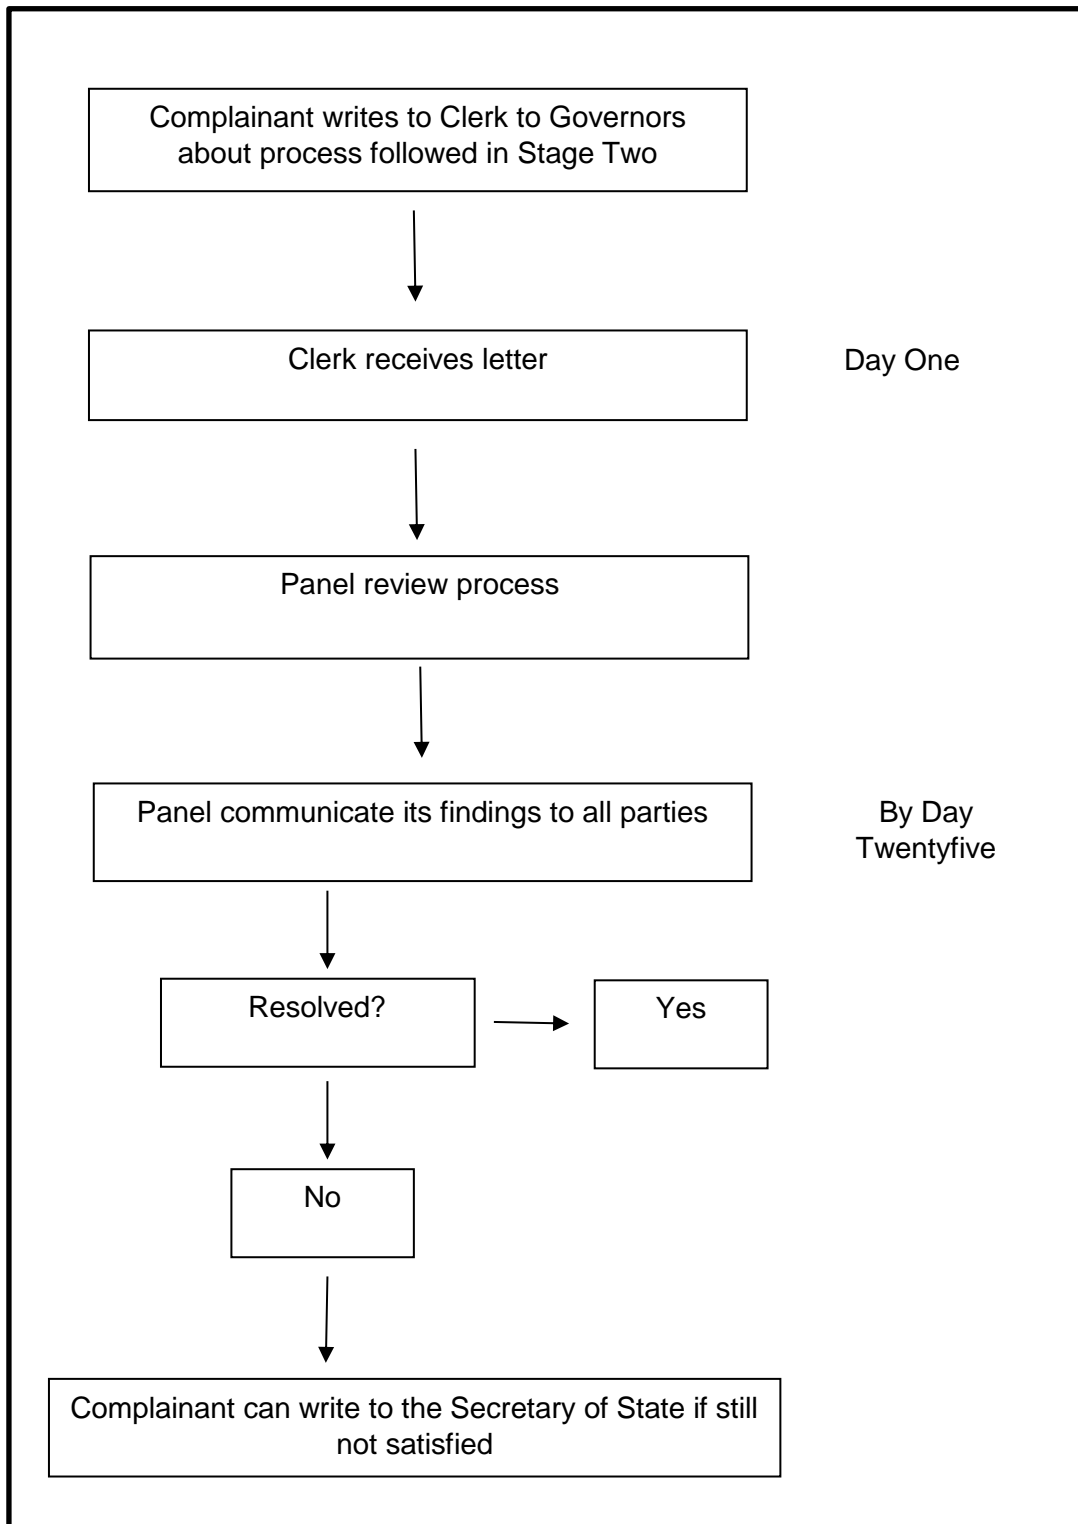 Complainant writes to Clerk to Governors
about process followed in Stage Two
Clerk receives letter
Day One
Panel review process
Panel communicate its findings to all parties
By Day
Twentyfive
Resolved?
Yes
No
Complainant can write to the Secretary of State if still
not satisfied